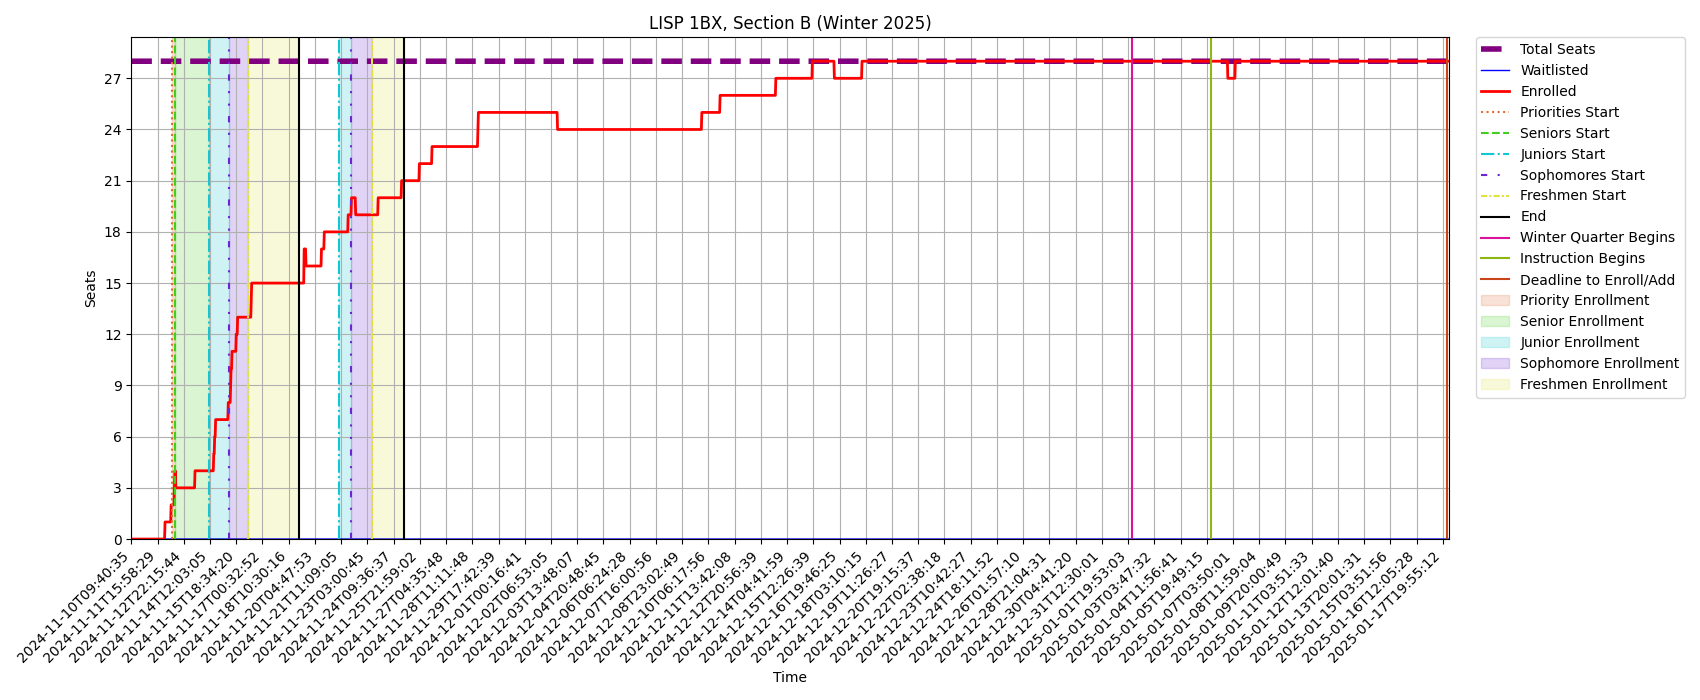 LISP 1BX, Section B (Winter 2025)
Seats
27
24
21
18
15
12
9
6
3
0
2024-11-10T09:40:35
2024-11-11T15:58:29
2024-11-12T22:15:44
2024-11-14T12:03:05
2024-11-15T18:34:20
2024-11-17T00:32:52
2024-11-18T10:30:16
2024-11-20T04:47:53
2024-11-21T11:09:05
2024-11-23T03:00:45
2024-11-24T09:36:37
2024-11-25T21:59:02
2024-11-27T04:35:48
2024-11-28T11:11:48
2024-11-29T17:42:39
2024-12-01T00:16:41
2024-12-02T06:53:05
2024-12-03T13:48:07
2024-12-04T20:48:45
2024-12-06T06:24:28
2024-12-07T16:00:56
2024-12-08T23:02:49
2024-12-10T06:17:56
2024-12-11T13:42:08
2024-12-12T20:56:39
2024-12-14T04:41:59
2024-12-15T12:26:39
2024-12-16T19:46:25
2024-12-18T03:10:15
2024-12-19T11:26:27
2024-12-20T19:15:37
2024-12-22T02:38:18
2024-12-23T10:42:27
2024-12-24T18:11:52
2024-12-26T01:57:10
2024-12-28T21:04:31
2024-12-30T04:41:20
2024-12-31T12:30:01
2025-01-01T19:53:03
2025-01-03T03:47:32
2025-01-04T11:56:41
2025-01-05T19:49:15
2025-01-07T03:50:01
2025-01-08T11:59:04
2025-01-09T20:00:49
2025-01-11T03:51:33
2025-01-12T12:01:40
2025-01-13T20:01:31
2025-01-15T03:51:56
2025-01-16T12:05:28
2025-01-17T19:55:12
Time
Total Seats
Waitlisted
Enrolled
Priorities Start
Seniors Start
Juniors Start
Sophomores Start
Freshmen Start
End
Winter Quarter Begins
Instruction Begins
Deadline to Enroll/Add
Priority Enrollment
Senior Enrollment
Junior Enrollment
Sophomore Enrollment
Freshmen Enrollment